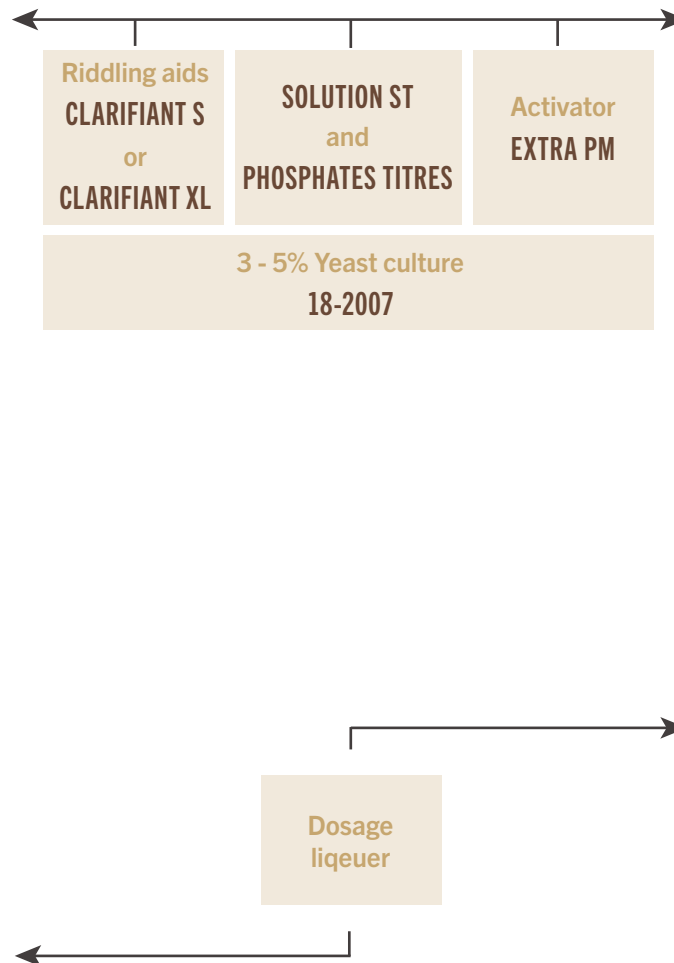 Riddling aids
CLARIFIANT S
or
CLARIFIANT XL
SOLUTION ST
and
PHOSPHATES TITRES
Activator
EXTRA PM
3 - 5% Yeast culture
18-2007
Dosage
liqeuer